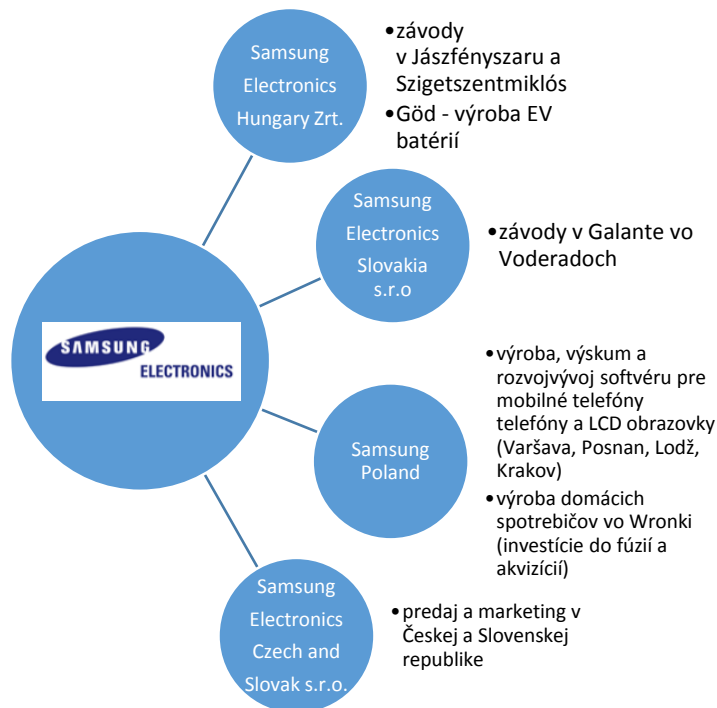 Samsung
Electronics
Hungary Zrt.
•závody
v Jászfényszaru a
Szigetszentmiklós
•Göd - výroba EV
batérií
Samsung
Electronics
Slovakia
s.r.o
•závody v Galante vo
Voderadoch
SAMSUNG
ELECTRONICS
Samsung
Poland
•výroba, výskum a
rozvojvývoj softvéru pre
mobilné telefóny
telefóny a LCD obrazovky
(Varšava, Posnan, Lodž,
Krakov)
•výroba domácich
spotrebičov vo Wronki
(investície do fúzií a
akvizícií)
Samsung
Electronics
Czech and
Slovak s.r.o.
•predaj a marketing v
Českej a Slovenskej
republike